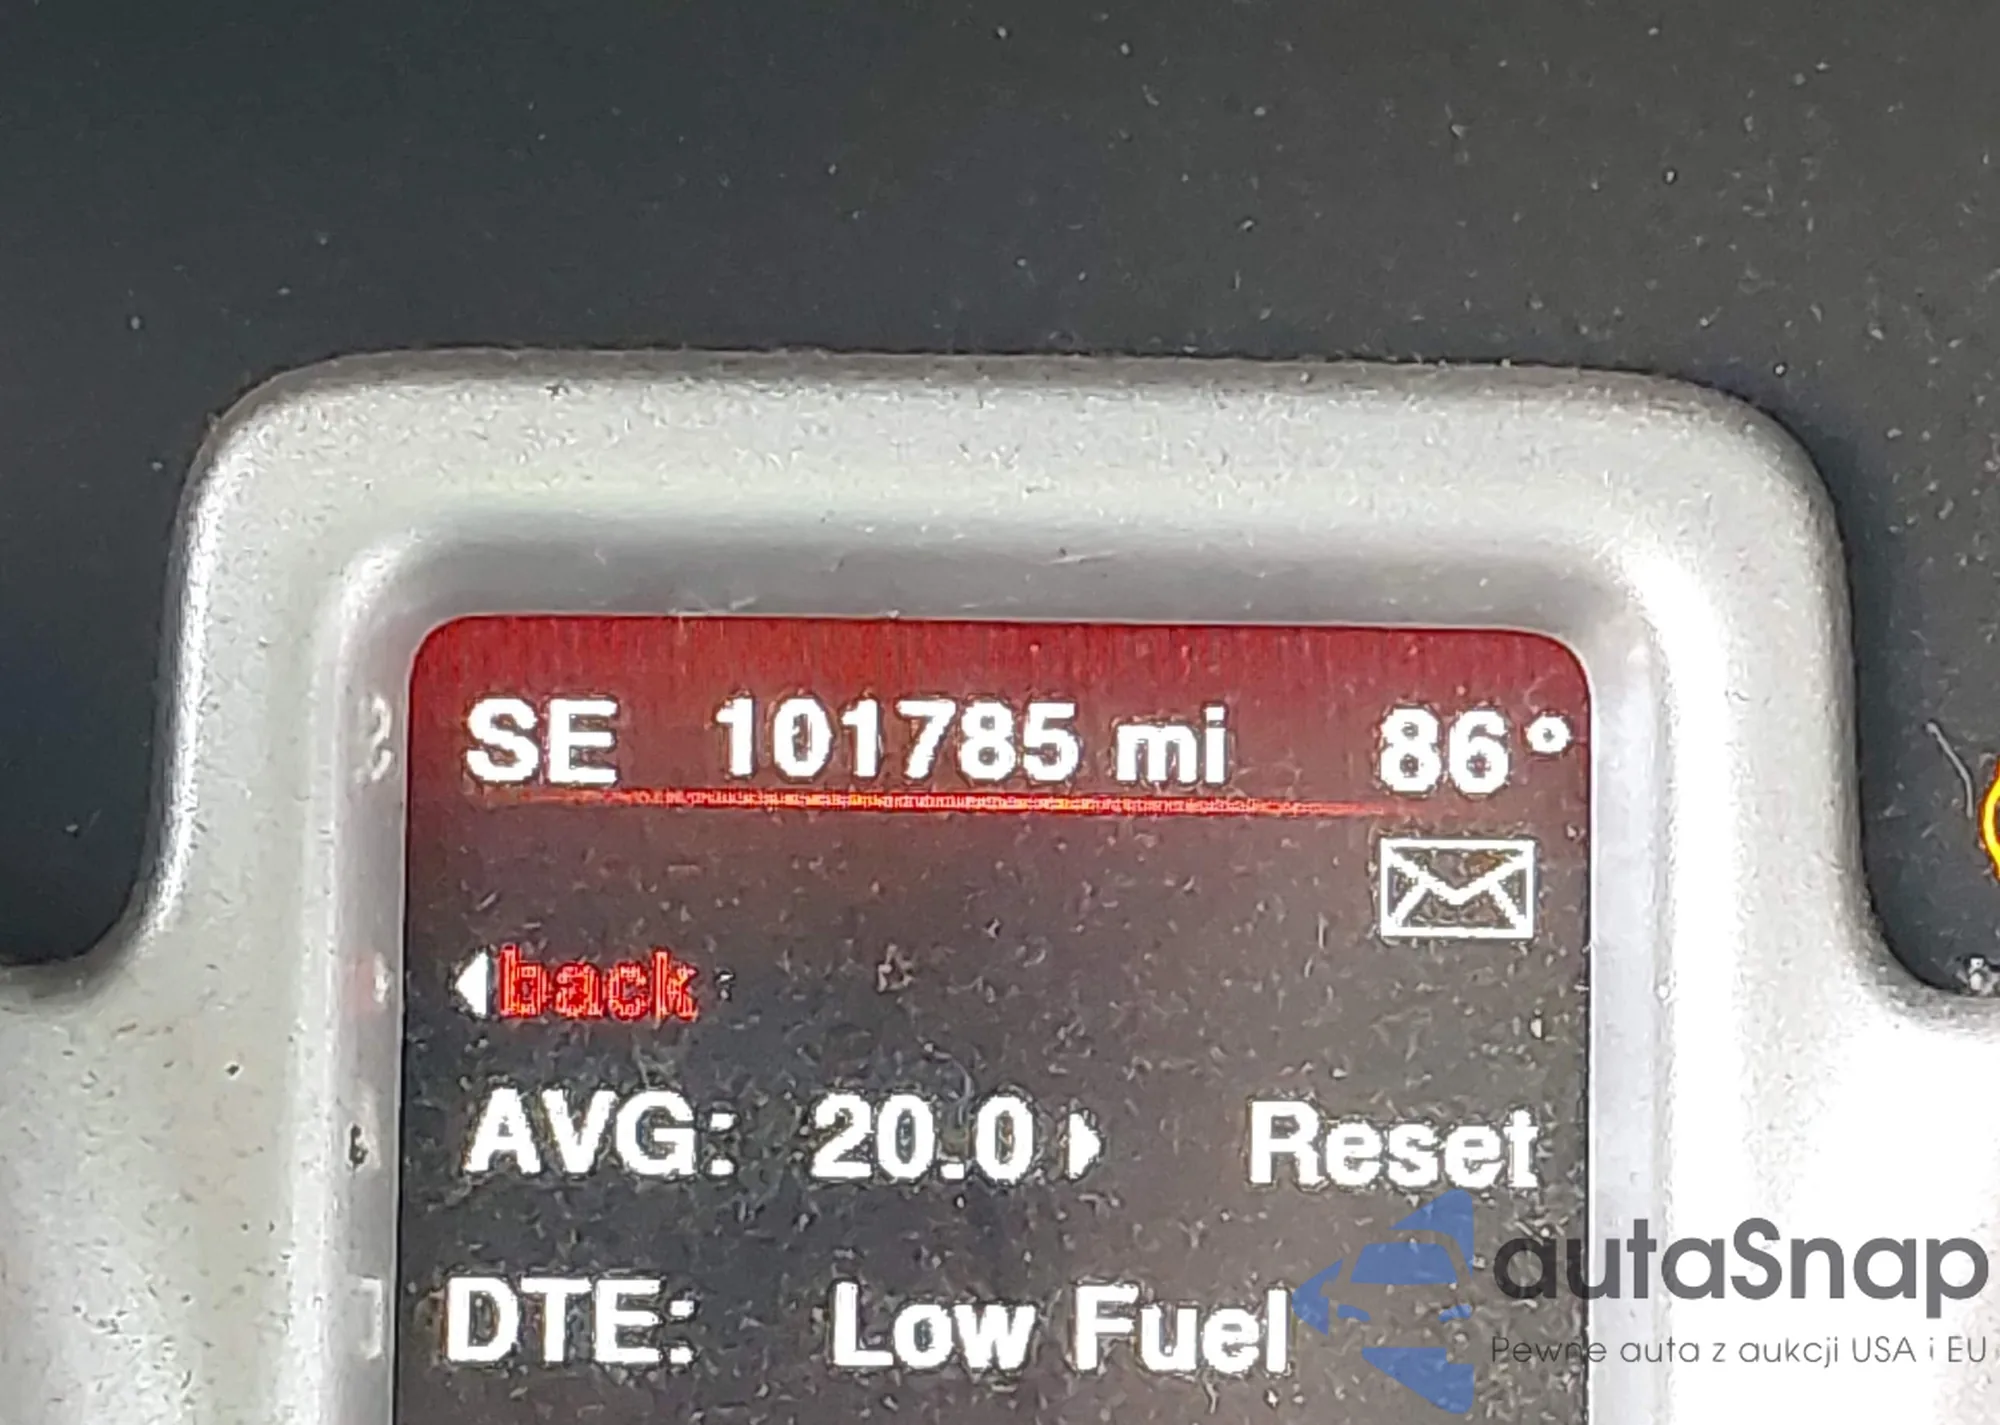 SE 101785 mi 86°
back
AVG: 20.0 Reset
DTE: Low Fuel
autaSnap
Pewne auta z aukcji USA i EU